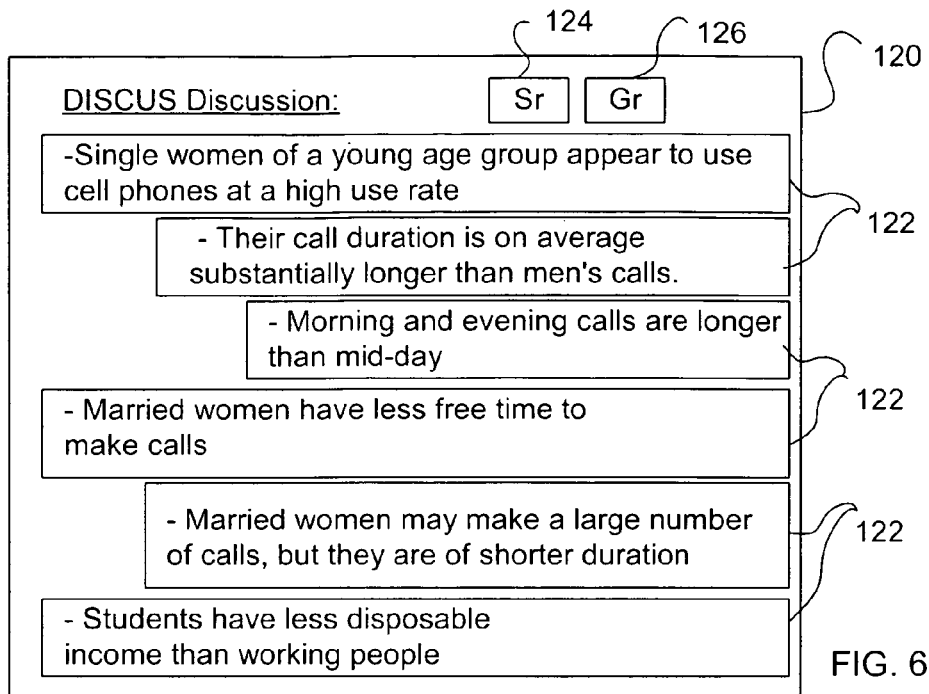 124
126
120
DISCUS Discussion:
Sr
Gr
-Single women of a young age group appear to use
cell phones at a high use rate
122
- Their call duration is on average
substantially longer than men's calls.
- Morning and evening calls are longer
than mid-day
122
- Married women have less free time to
make calls
- Married women may make a large number
of calls, but they are of shorter duration
122
- Students have less disposable
income than working people
FIG. 6